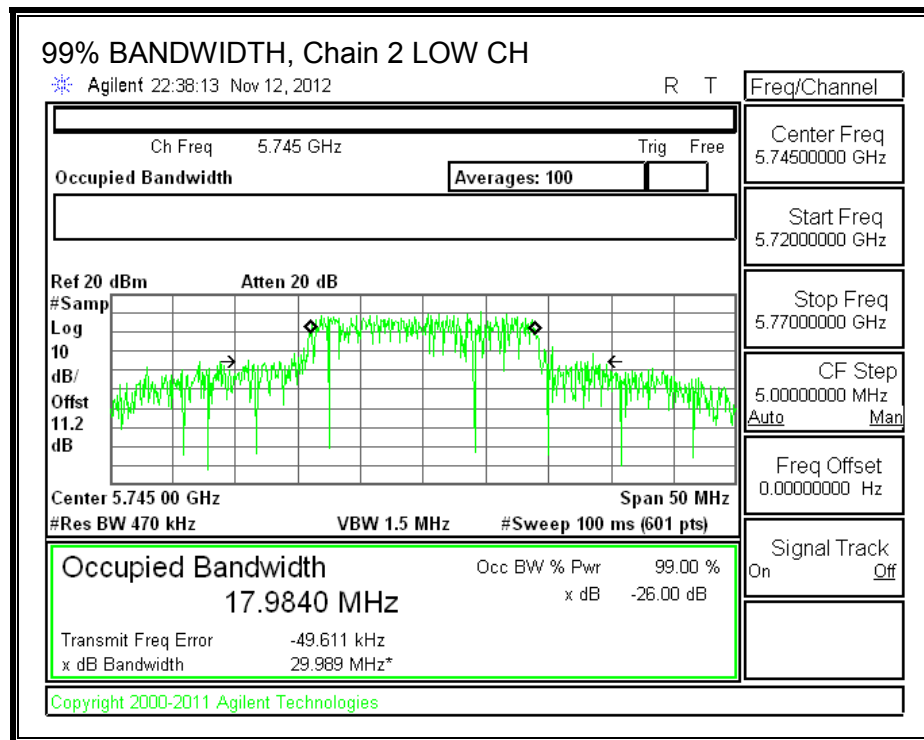 99% BANDWIDTH, Chain 2 LOW CH
Agilent 22:38:13 Nov 12, 2012 R T
Ch Freq 5.745 GHz Trig Free
Occupied Bandwidth Averages: 100
Ref 20 dBm Atten 20 dB
#Samp
Log
10
dB/
Offst
11.2
dB
Center 5.745 00 GHz Span 50 MHz
#Res BW 470 kHz VBW 1.5 MHz #Sweep 100 ms (601 pts)
Occupied Bandwidth Occ BW % Pwr 99.00 %
17.9840 MHz x dB -26.00 dB
Transmit Freq Error -49.611 kHz
x dB Bandwidth 29.989 MHz*
Copyright 2000-2011 Agilent Technologies
Freq/Channel
Center Freq
5.74500000 GHz
Start Freq
5.72000000 GHz
Stop Freq
5.77000000 GHz
CF Step
5.00000000 MHz
Auto Man
Freq Offset
0.00000000 Hz
Signal Track
On Off